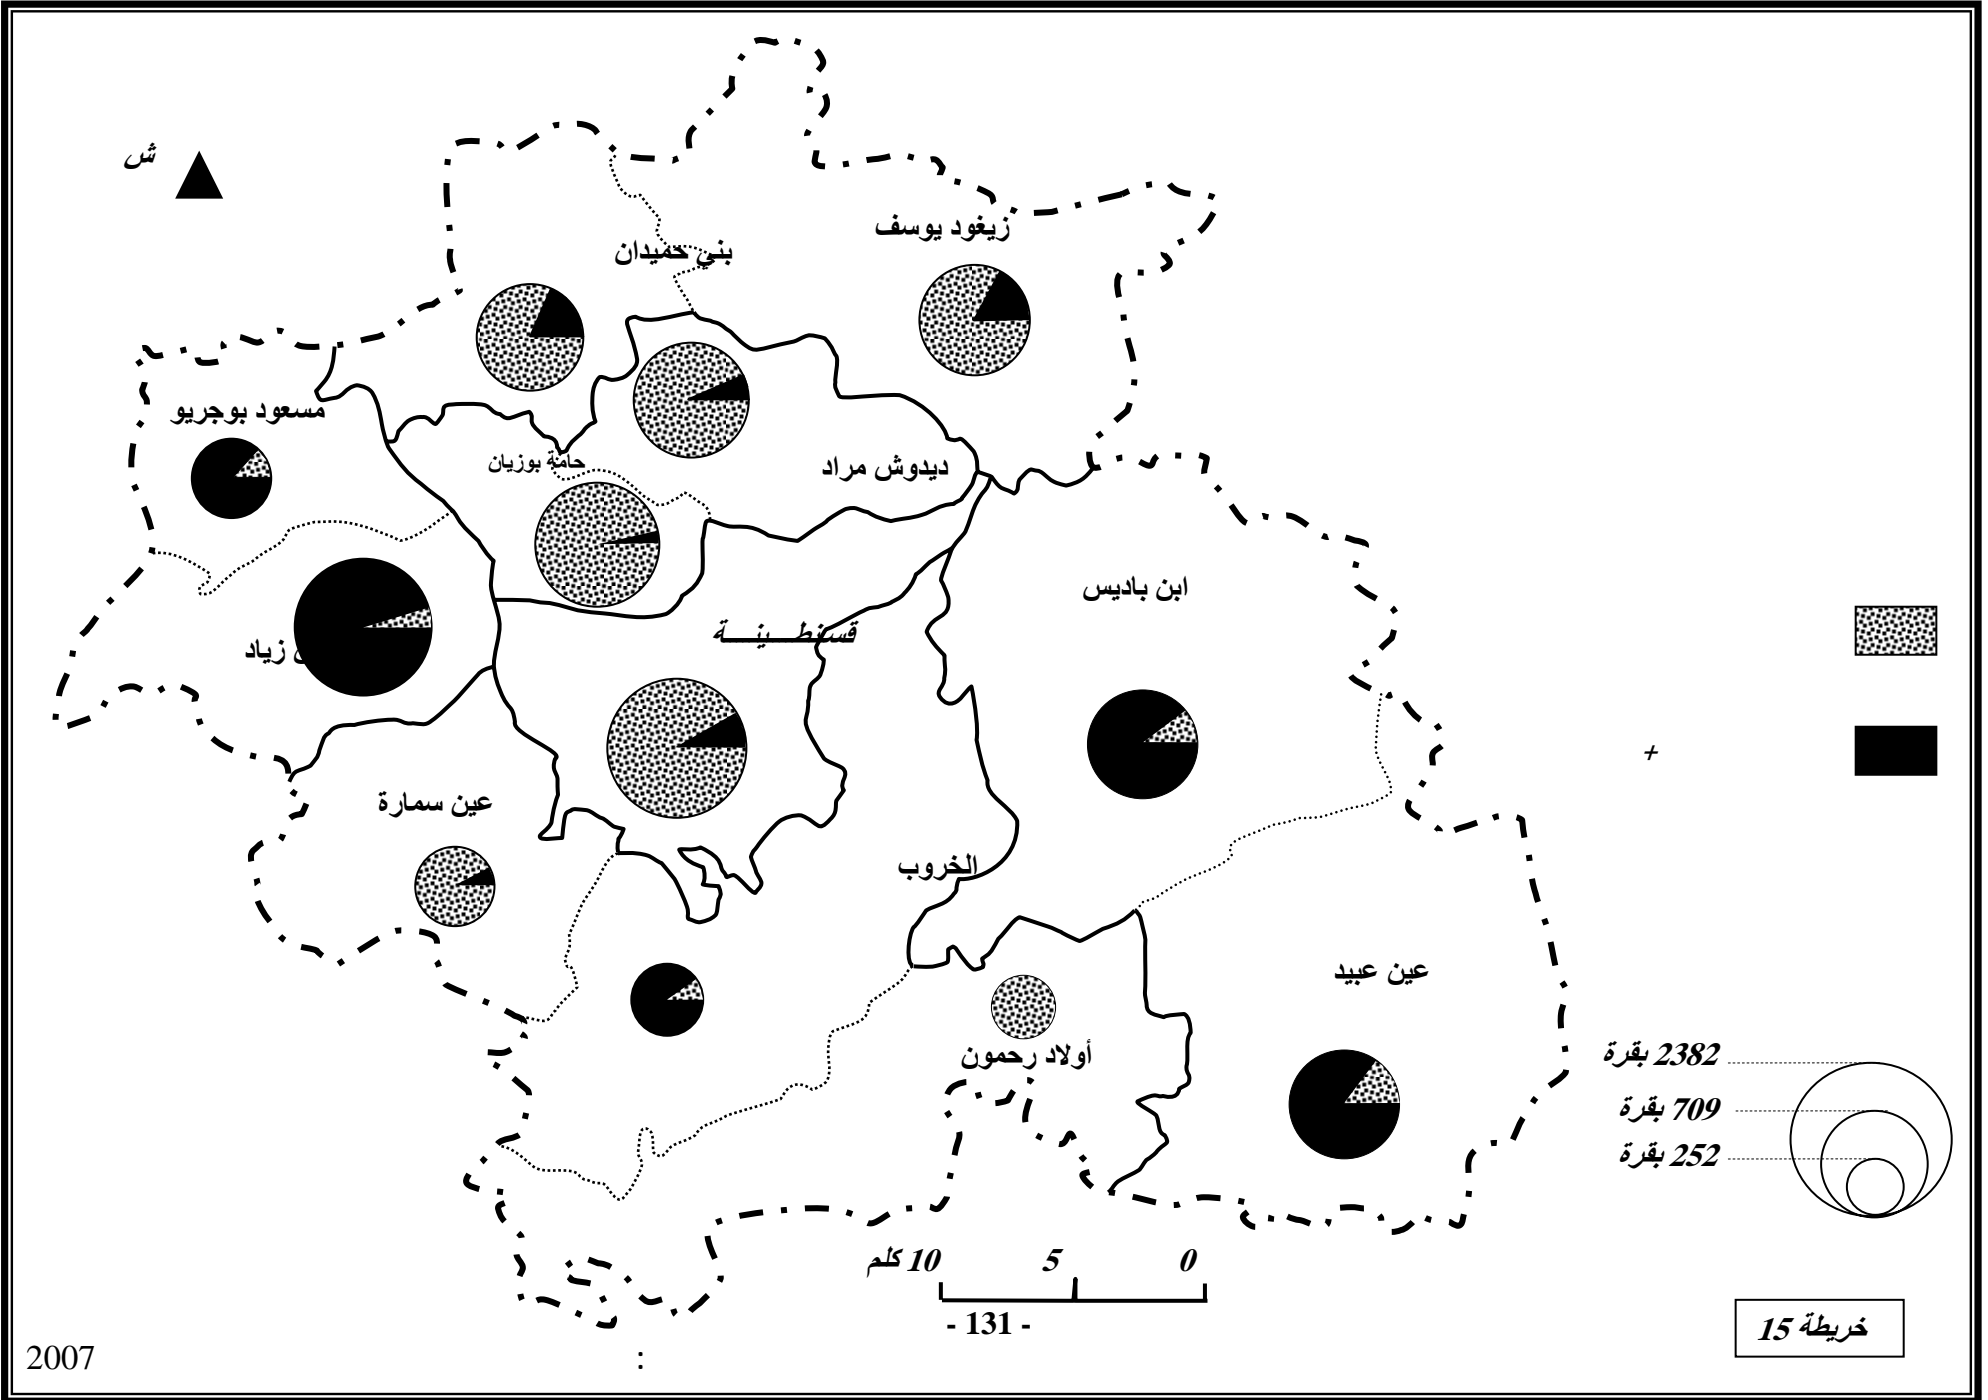 ش
زيغود يوسف
بني حميدان
مسعود بوجريو
حامة بوزيان
ديدوش مراد
ابن باديس
قسنطـــينـــة
زياد
+
عين سمارة
الخروب
عين عبيد
أولاد رحمون
2382 بقرة
709 بقرة
252 بقرة
0 5 10 كلم
- 131 -
خريطة 15
2007
: